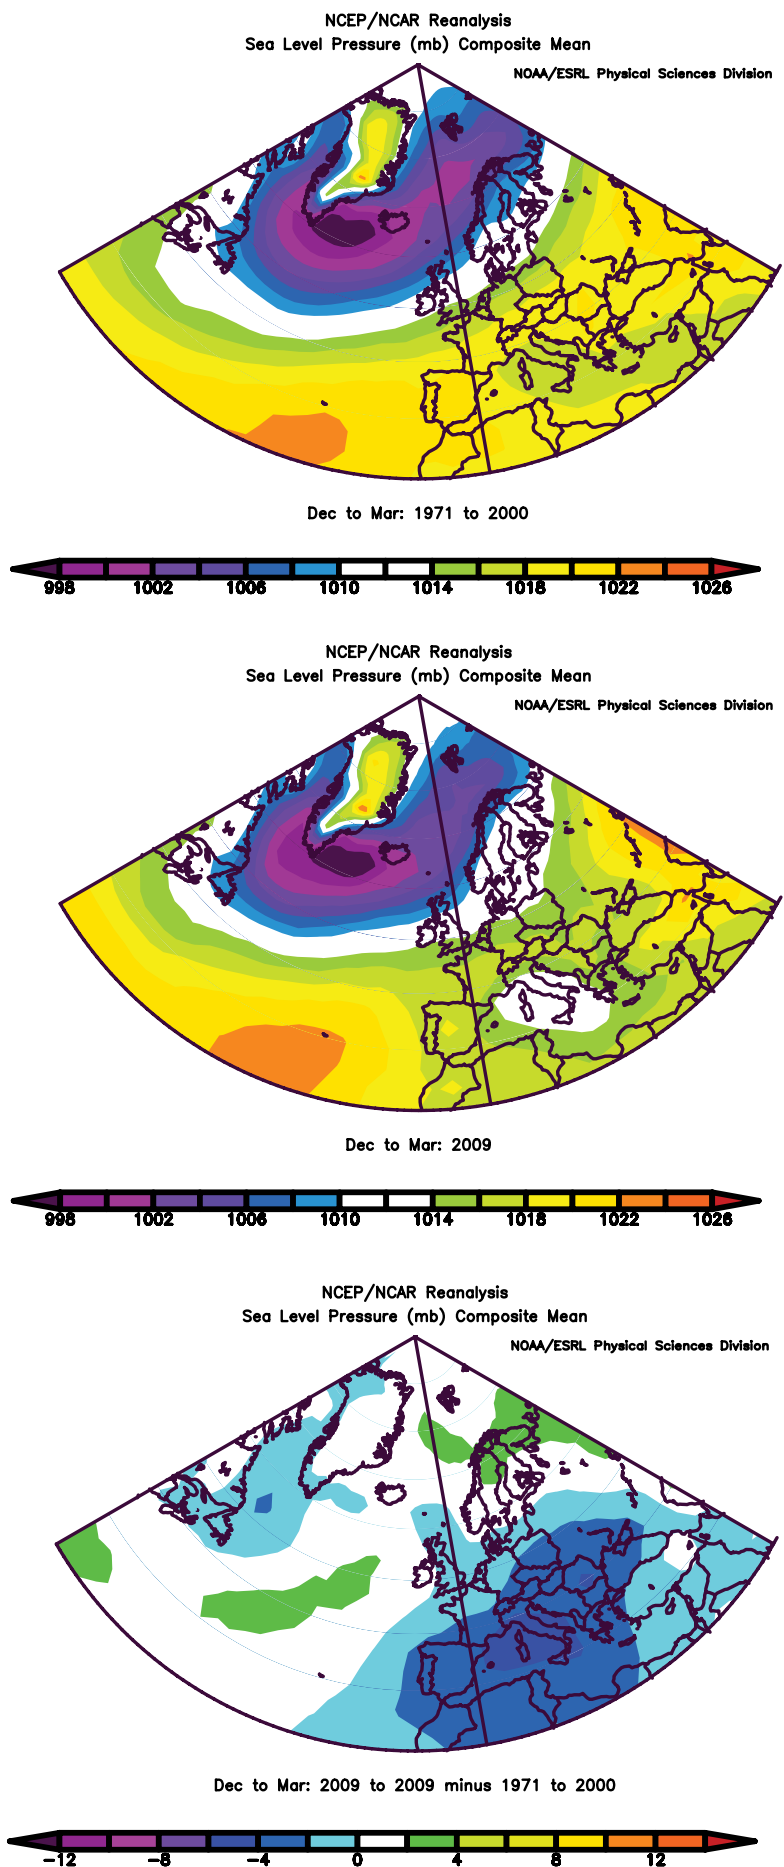 NCEP/NCAR Reanalysis
Sea Level Pressure (mb) Composite Mean
NOAA/ESRL Physical Sciences Division
Dec to Mar: 1971 to 2000
998 1002 1006 1010 1014 1018 1022 1026
NCEP/NCAR Reanalysis
Sea Level Pressure (mb) Composite Mean
NOAA/ESRL Physical Sciences Division
Dec to Mar: 2009
998 1002 1006 1010 1014 1018 1022 1026
NCEP/NCAR Reanalysis
Sea Level Pressure (mb) Composite Mean
NOAA/ESRL Physical Sciences Division
Dec to Mar: 2009 to 2009 minus 1971 to 2000
-12 -8 -4 0 4 8 12